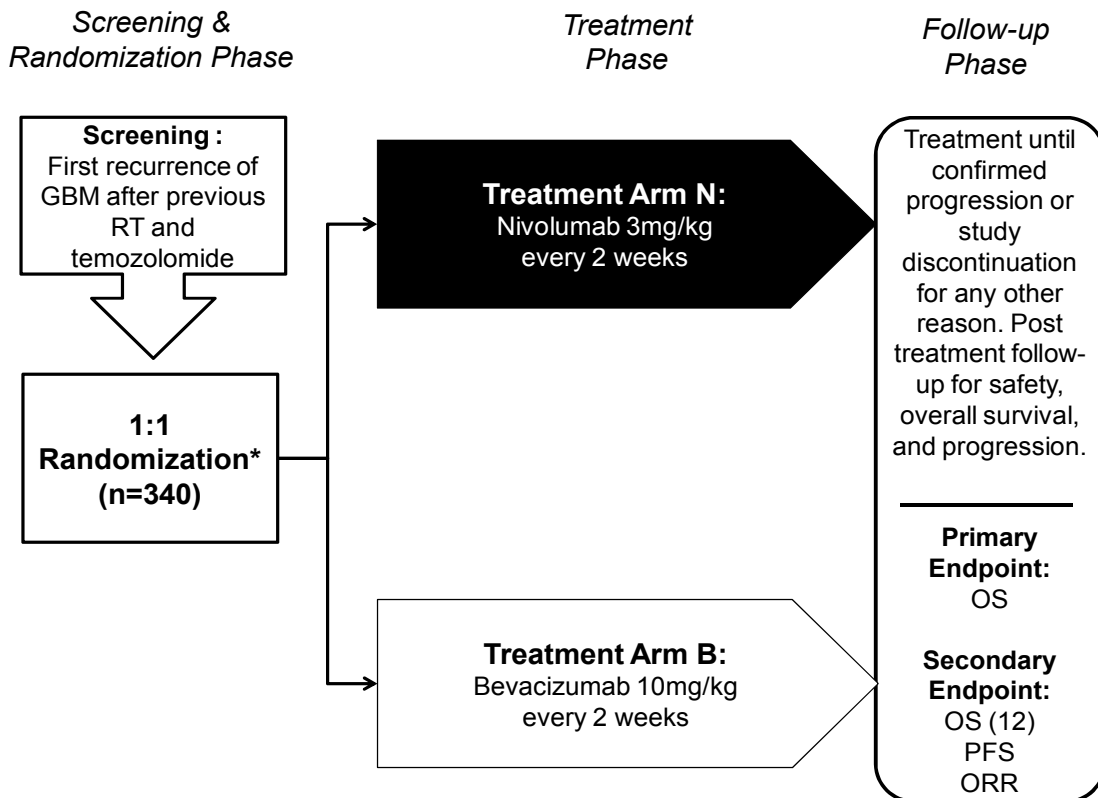 Screening &
Randomization Phase
Treatment
Phase
Follow-up
Phase
Screening :
First recurrence of
GBM after previous
RT and
temozolomide
1:1
Randomization*
(n=340)
Treatment Arm N:
Nivolumab 3mg/kg
every 2 weeks
Treatment Arm B:
Bevacizumab 10mg/kg
every 2 weeks
Treatment until
confirmed
progression or
study
discontinuation
for any other
reason. Post
treatment follow-
up for safety,
overall survival,
and progression.
Primary
Endpoint:
OS
Secondary
Endpoint:
OS (12)
PFS
ORR